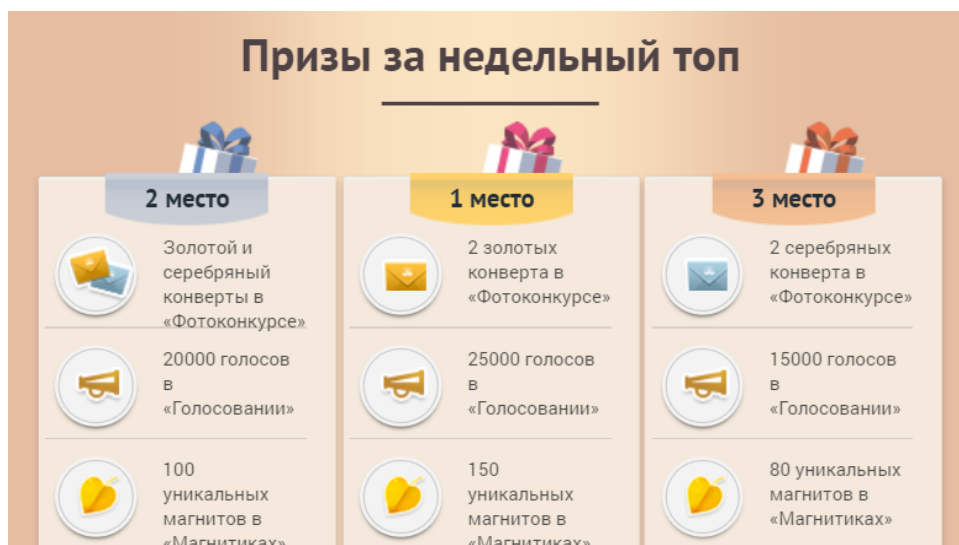 Призы за недельный топ
2 место
Золотой и
серебряный
конверты в
«Фотоконкурсе»
20000 голосов
в
«Голосовании»
100
уникальных
магнитов в
«Магнитиках»
1 место
2 золотых
конверта в
«Фотоконкурсе»
25000 голосов
в
«Голосовании»
150
уникальных
магнитов в
«Магнитиках»
3 место
2 серебряных
конверта в
«Фотоконкурсе»
15000 голосов
в
«Голосовании»
80 уникальных
магнитов в
«Магнитиках»